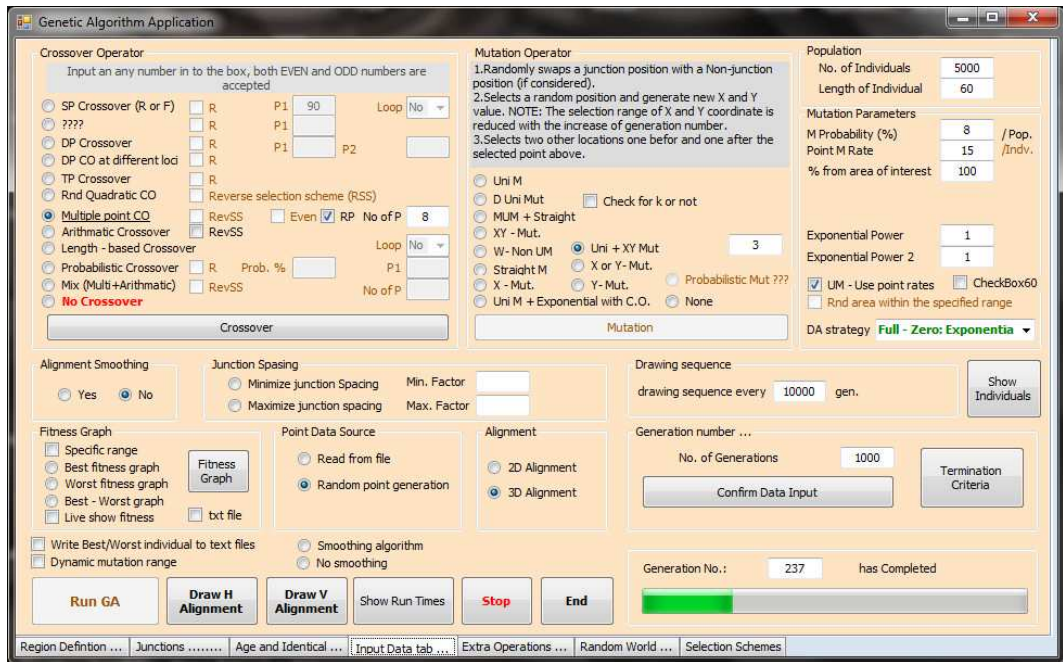 Genetic Algorithm Application
Crossover Operator
Input an any number in to the box, both EVEN and ODD numbers are
accepted
SP Crossover (R or F) R P1 90 Loop No
???? R P1
DP Crossover R P1 P2
DP CO at different loci R
TP Crossover R
Rnd Quadratic CO Reverse selection scheme (RSS)
Multiple point CO RevSS Even RP No of P 8
Arithmatic Crossover RevSS
Length - based Crossover Loop No
Probabilistic Crossover R Prob. % P1
Mix (Multi+Arithmatic) RevSS No of P
No Crossover
Crossover
Mutation Operator
1.Randomly swaps a junction position with a Non-junction
position (if considered).
2.Selects a random position and generate new X and Y
value. NOTE: The selection range of X and Y coordinate is
reduced with the increase of generation number.
3.Selects two other locations one befor and one after the
selected point above.
Uni M
D Uni Mut Check for k or not
MUM + Straight
XY - Mut.
W- Non UM Uni + XY Mut 3
Straight M X or Y- Mut.
X - Mut. Y- Mut. Probabilistic Mut ???
Uni M + Exponential with C.O. None
Mutation
Population
No. of Individuals 5000
Length of Individual 60
Mutation Parameters
M Probability (%) 8 / Pop.
Point M Rate 15 /Indv.
% from area of interest 100
Exponential Power 1
Exponential Power 2 1
UM - Use point rates CheckBox60
Rnd area within the specified range
DA strategy Full - Zero: Exponentia
Alignment Smoothing
Yes No
Junction Spasing
Minimize junction Spacing Min. Factor
Maximize junction spacing Max. Factor
Drawing sequence
drawing sequence every 10000 gen.
Show
Individuals
Fitness Graph
Specific range
Best fitness graph
Worst fitness graph
Best - Worst graph
Live show fitness
Fitness
Graph
txt file
Point Data Source
Read from file
Random point generation
Alignment
2D Alignment
3D Alignment
Generation number ...
No. of Generations 1000
Confirm Data Input
Termination
Criteria
Write Best/Worst individual to text files
Dynamic mutation range
Smoothing algorithm
No smoothing
Run GA
Draw H
Alignment
Draw V
Alignment
Show Run Times
Stop
End
Generation No.: 237 has Completed
Region Defintion ... Junctions ........ Age and Identical ... Input Data tab ... Extra Operations ... Random World ... Selection Schemes